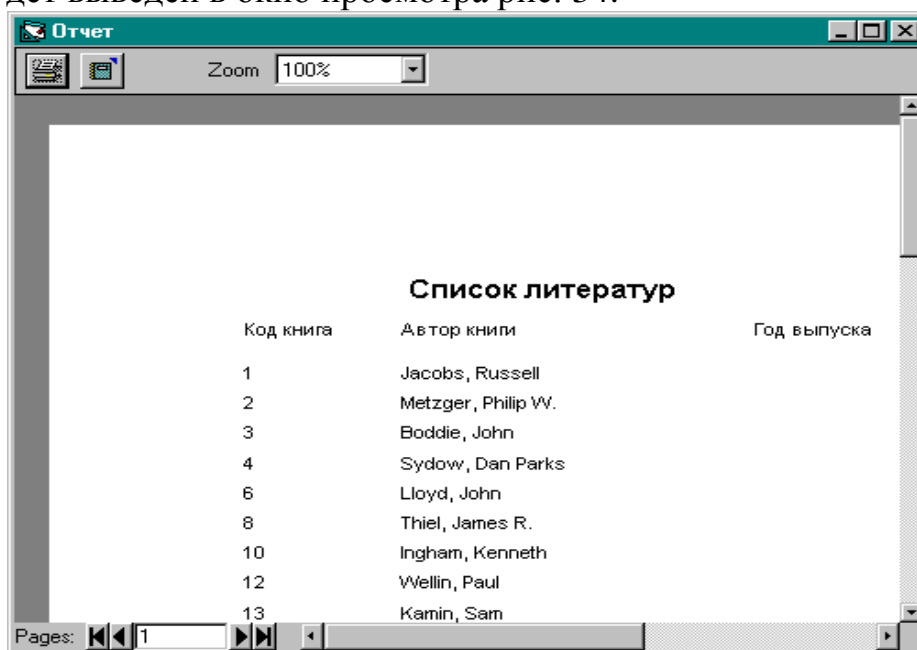 дет выведен в окно просмотра рис. 34.
Отчет
Zoom 100%
Список литератур
Код книга Автор книги Год выпуска
1 Jacobs, Russell
2 Metzger, Philip W.
3 Boddie, John
4 Sydow, Dan Parks
6 Lloyd, John
8 Thiel, James R.
10 Ingham, Kenneth
12 Wellin, Paul
13 Kamin, Sam
Pages: 1